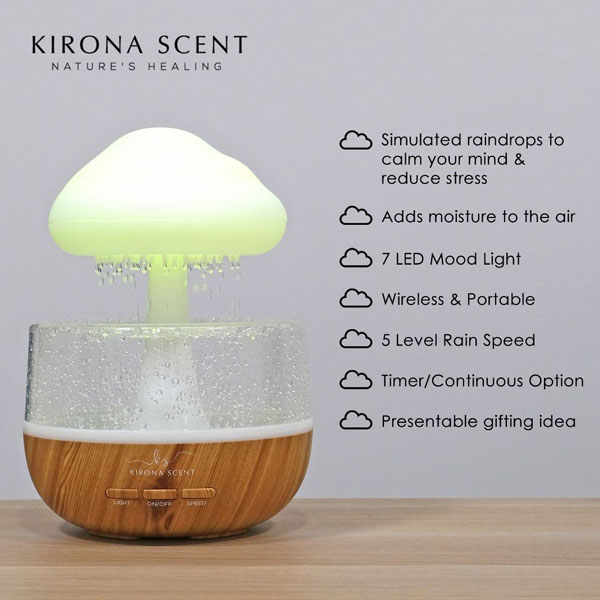 KIRONA SCENT
NATURE'S HEALING
Simulated raindrops to
calm your mind &
reduce stress
Adds moisture to the air
7 LED Mood Light
Wireless & Portable
5 Level Rain Speed
Timer/Continuous Option
Presentable gifting idea
ks
KIRONA SCENT
LIGHT ON/OFF SPEED